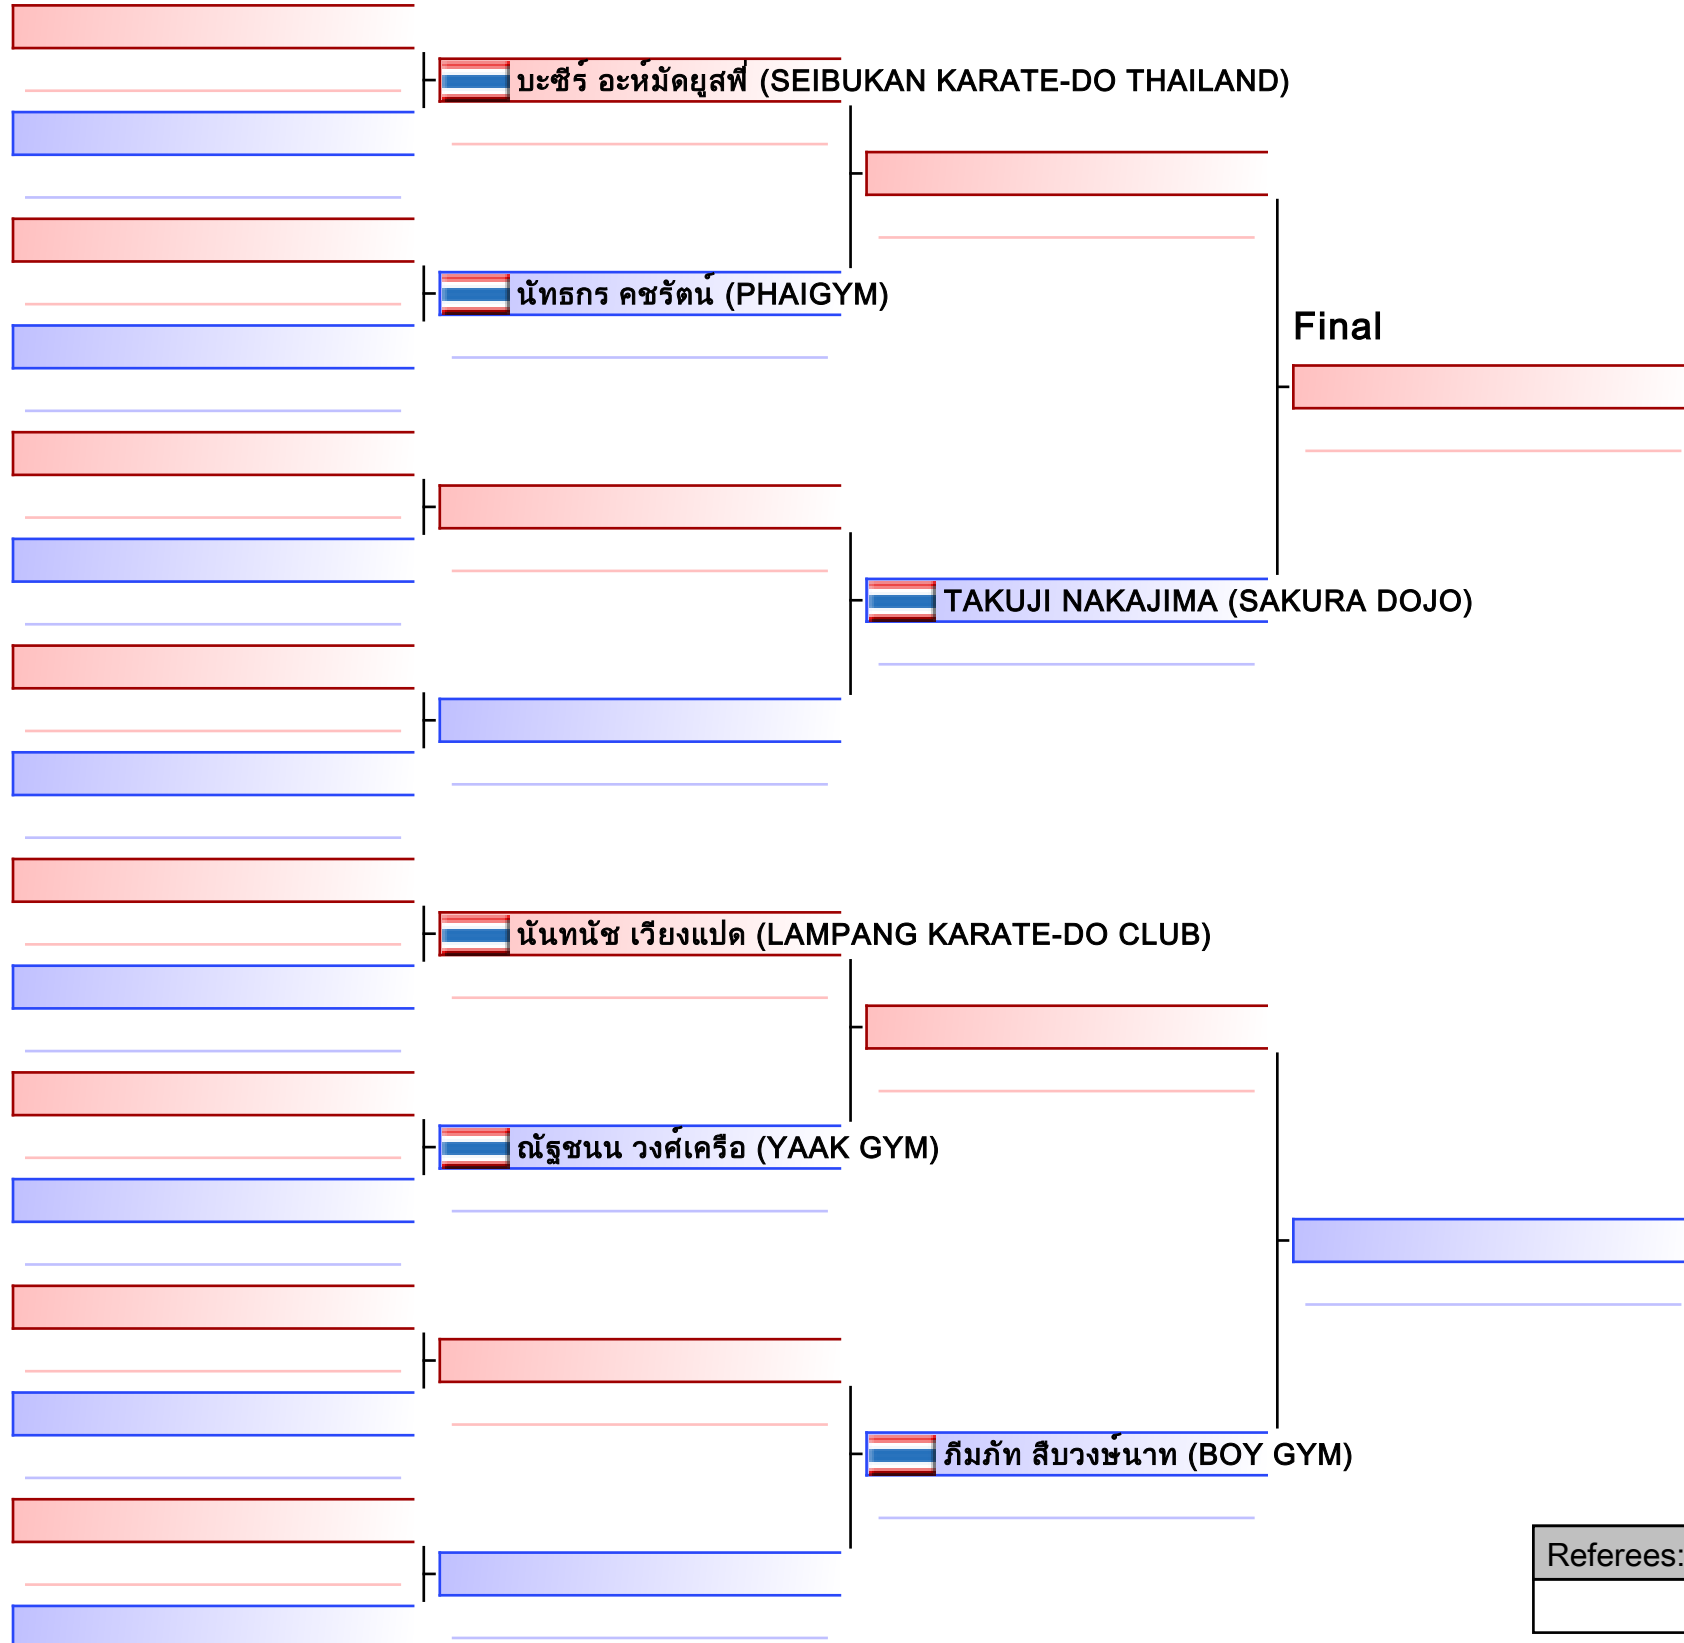 บะซีร์ อะห์มัดยูสฟี่ (SEIBUKAN KARATE-DO THAILAND)
นัทธกร คชรัตน์ (PHAIGYM)
Final
TAKUJI NAKAJIMA (SAKURA DOJO)
นันทนัช เวียงแปด (LAMPANG KARATE-DO CLUB)
ณัฐชนน วงศ์เครือ (YAAK GYM)
ภีมภัท สืบวงษ์นาท (BOY GYM)
Referees: